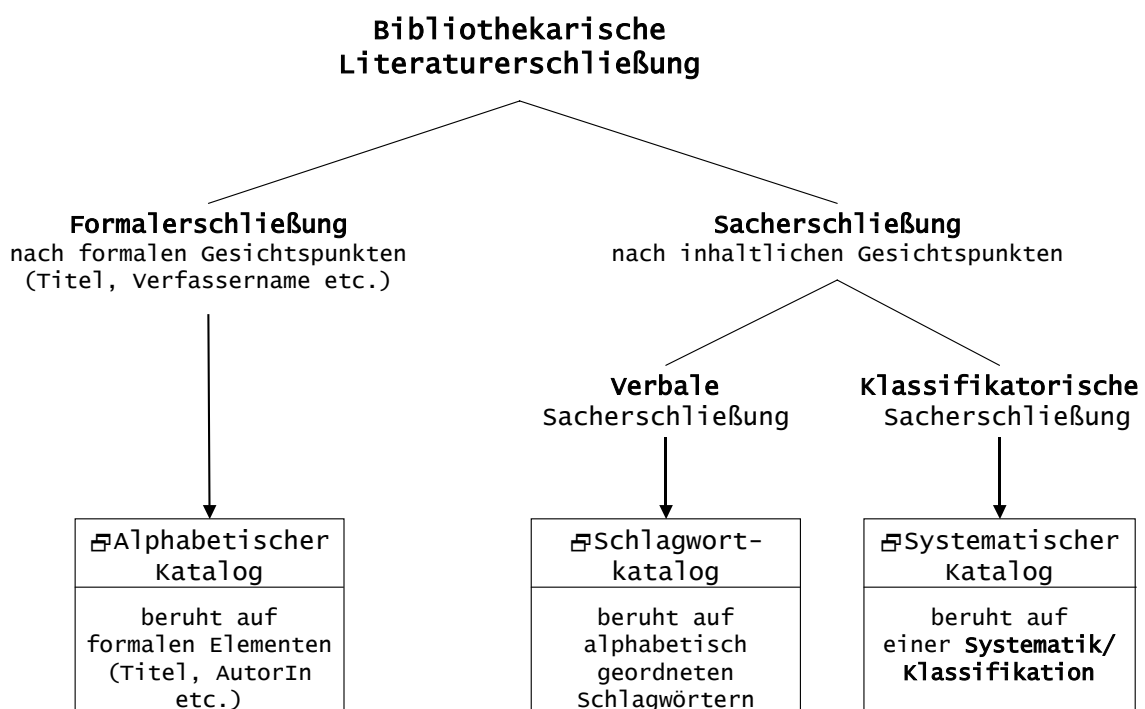 Bibliothekarische
Literaturerschließung
Formalerschließung
nach formalen Gesichtspunkten
(Titel, Verfassername etc.)
Sacherschließung
nach inhaltlichen Gesichtspunkten
Verbale
Sacherschließung
Klassifikatorische
Sacherschließung
Alphabetischer
Katalog
beruht auf
formalen Elementen
(Titel, AutorIn
etc.)
Schlagwort-
katalog
beruht auf
alphabetisch
geordneten
Schlagwörtern
Systematischer
Katalog
beruht auf
einer Systematik/
Klassifikation